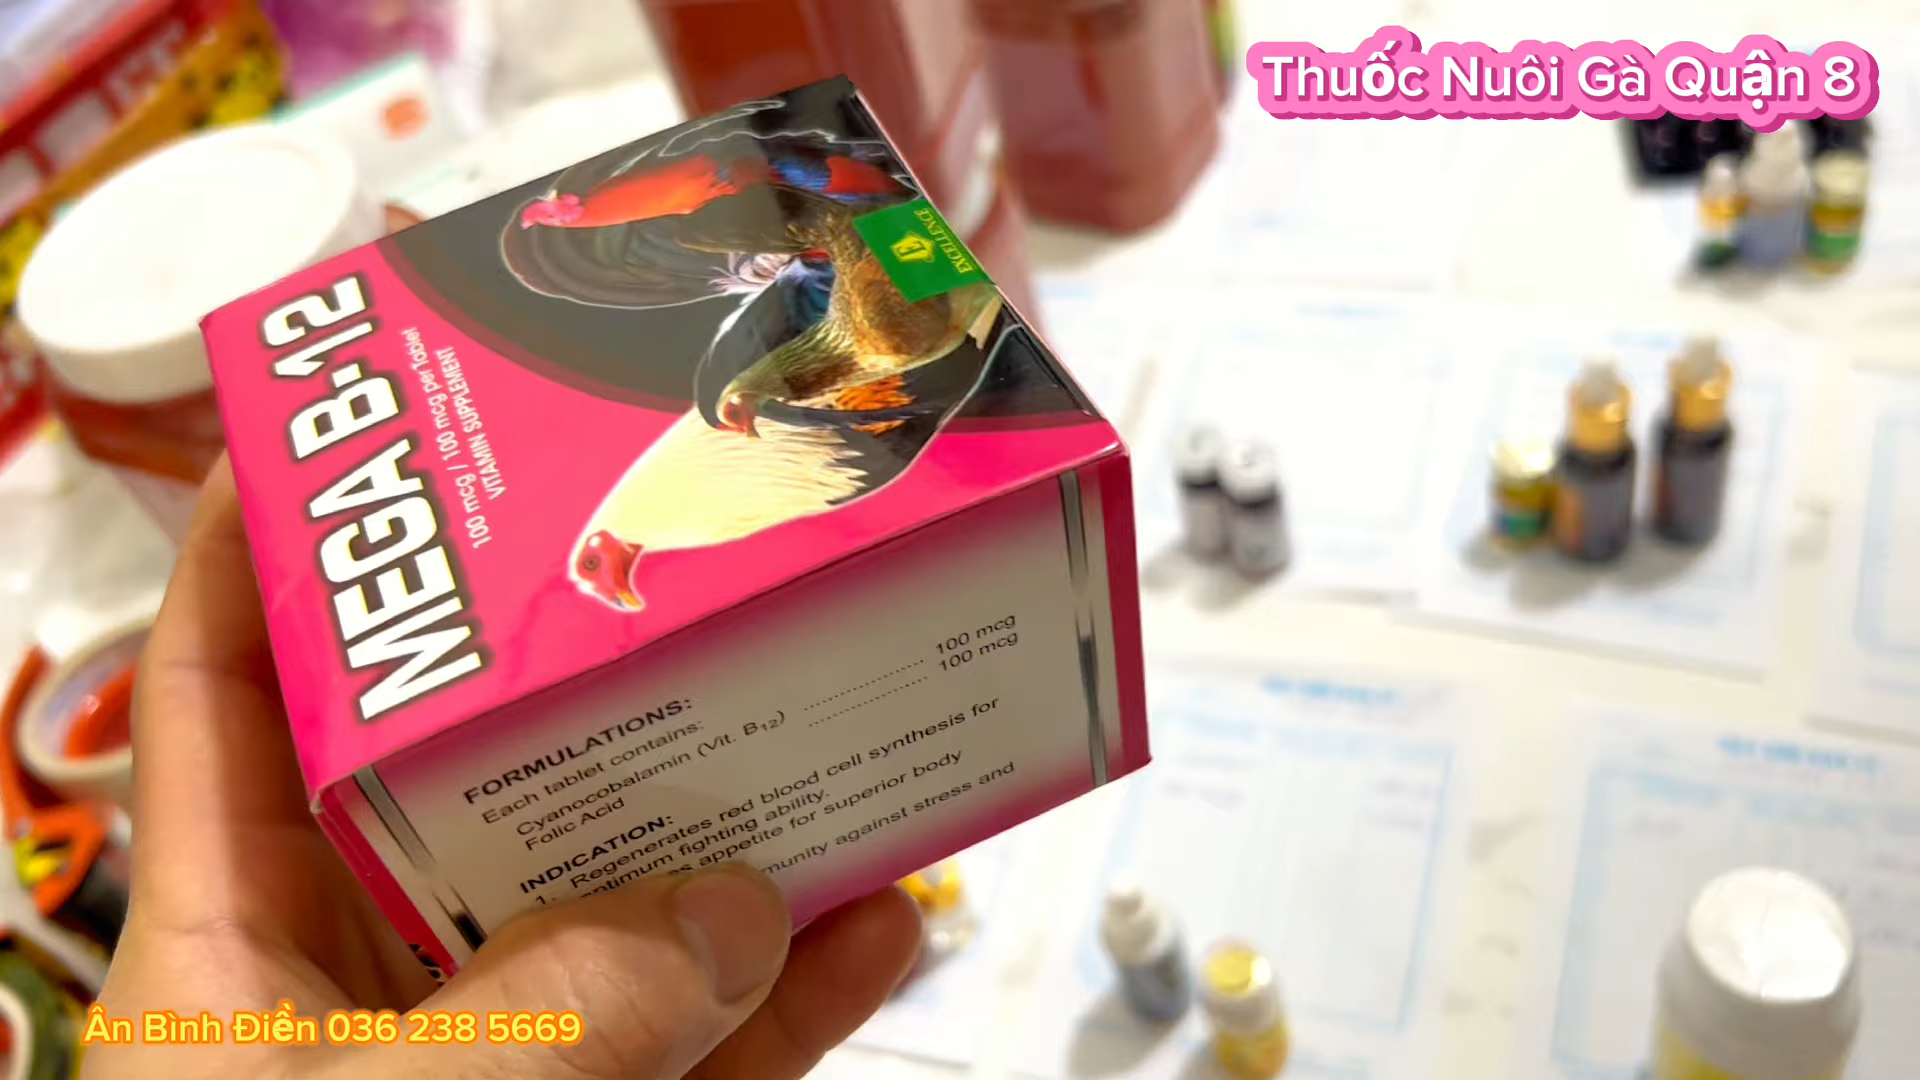 Thuốc Nuôi Gà Quận 8
EXCELLENCE
MEGA B-12
100 mcg / 100 mcg per Tablet
VITAMIN SUPPLEMENT
FORMULATIONS:
Each tablet contains:
Cyanocobalamin (Vit. B12) ........................ 100 mcg
Folic Acid ........................ 100 mcg
INDICATION:
1. Regenerates red blood cell synthesis for
optimum fighting ability.
appetite for superior body
against stress and
Ân Bình Điền 036 238 5669